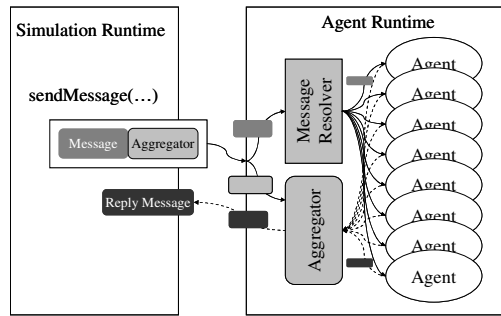 Simulation Runtime
sendMessage(…)
Message
Aggregator
Reply Message
Agent Runtime
Message
Resolver
Aggregator
Agent
Agent
Agent
Agent
Agent
Agent
Agent
Agent